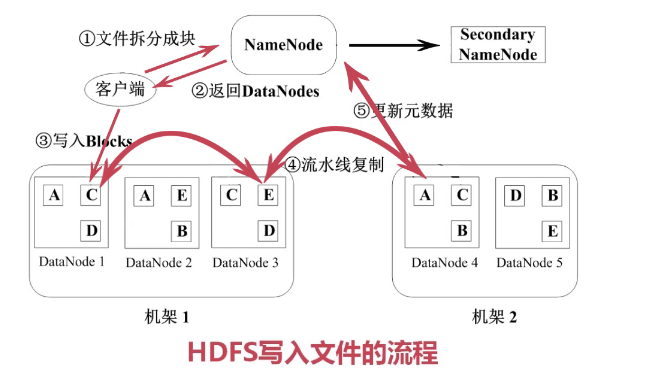 ①文件拆分成块
NameNode
Secondary
NameNode
客户端
②返回DataNodes
⑤更新元数据
③写入Blocks
④流水线复制
A C
D
A E
B
C E
D
A C
B
D B
E
DataNode 1
DataNode 2
DataNode 3
DataNode 4
DataNode 5
机架 1
机架 2
HDFS写入文件的流程